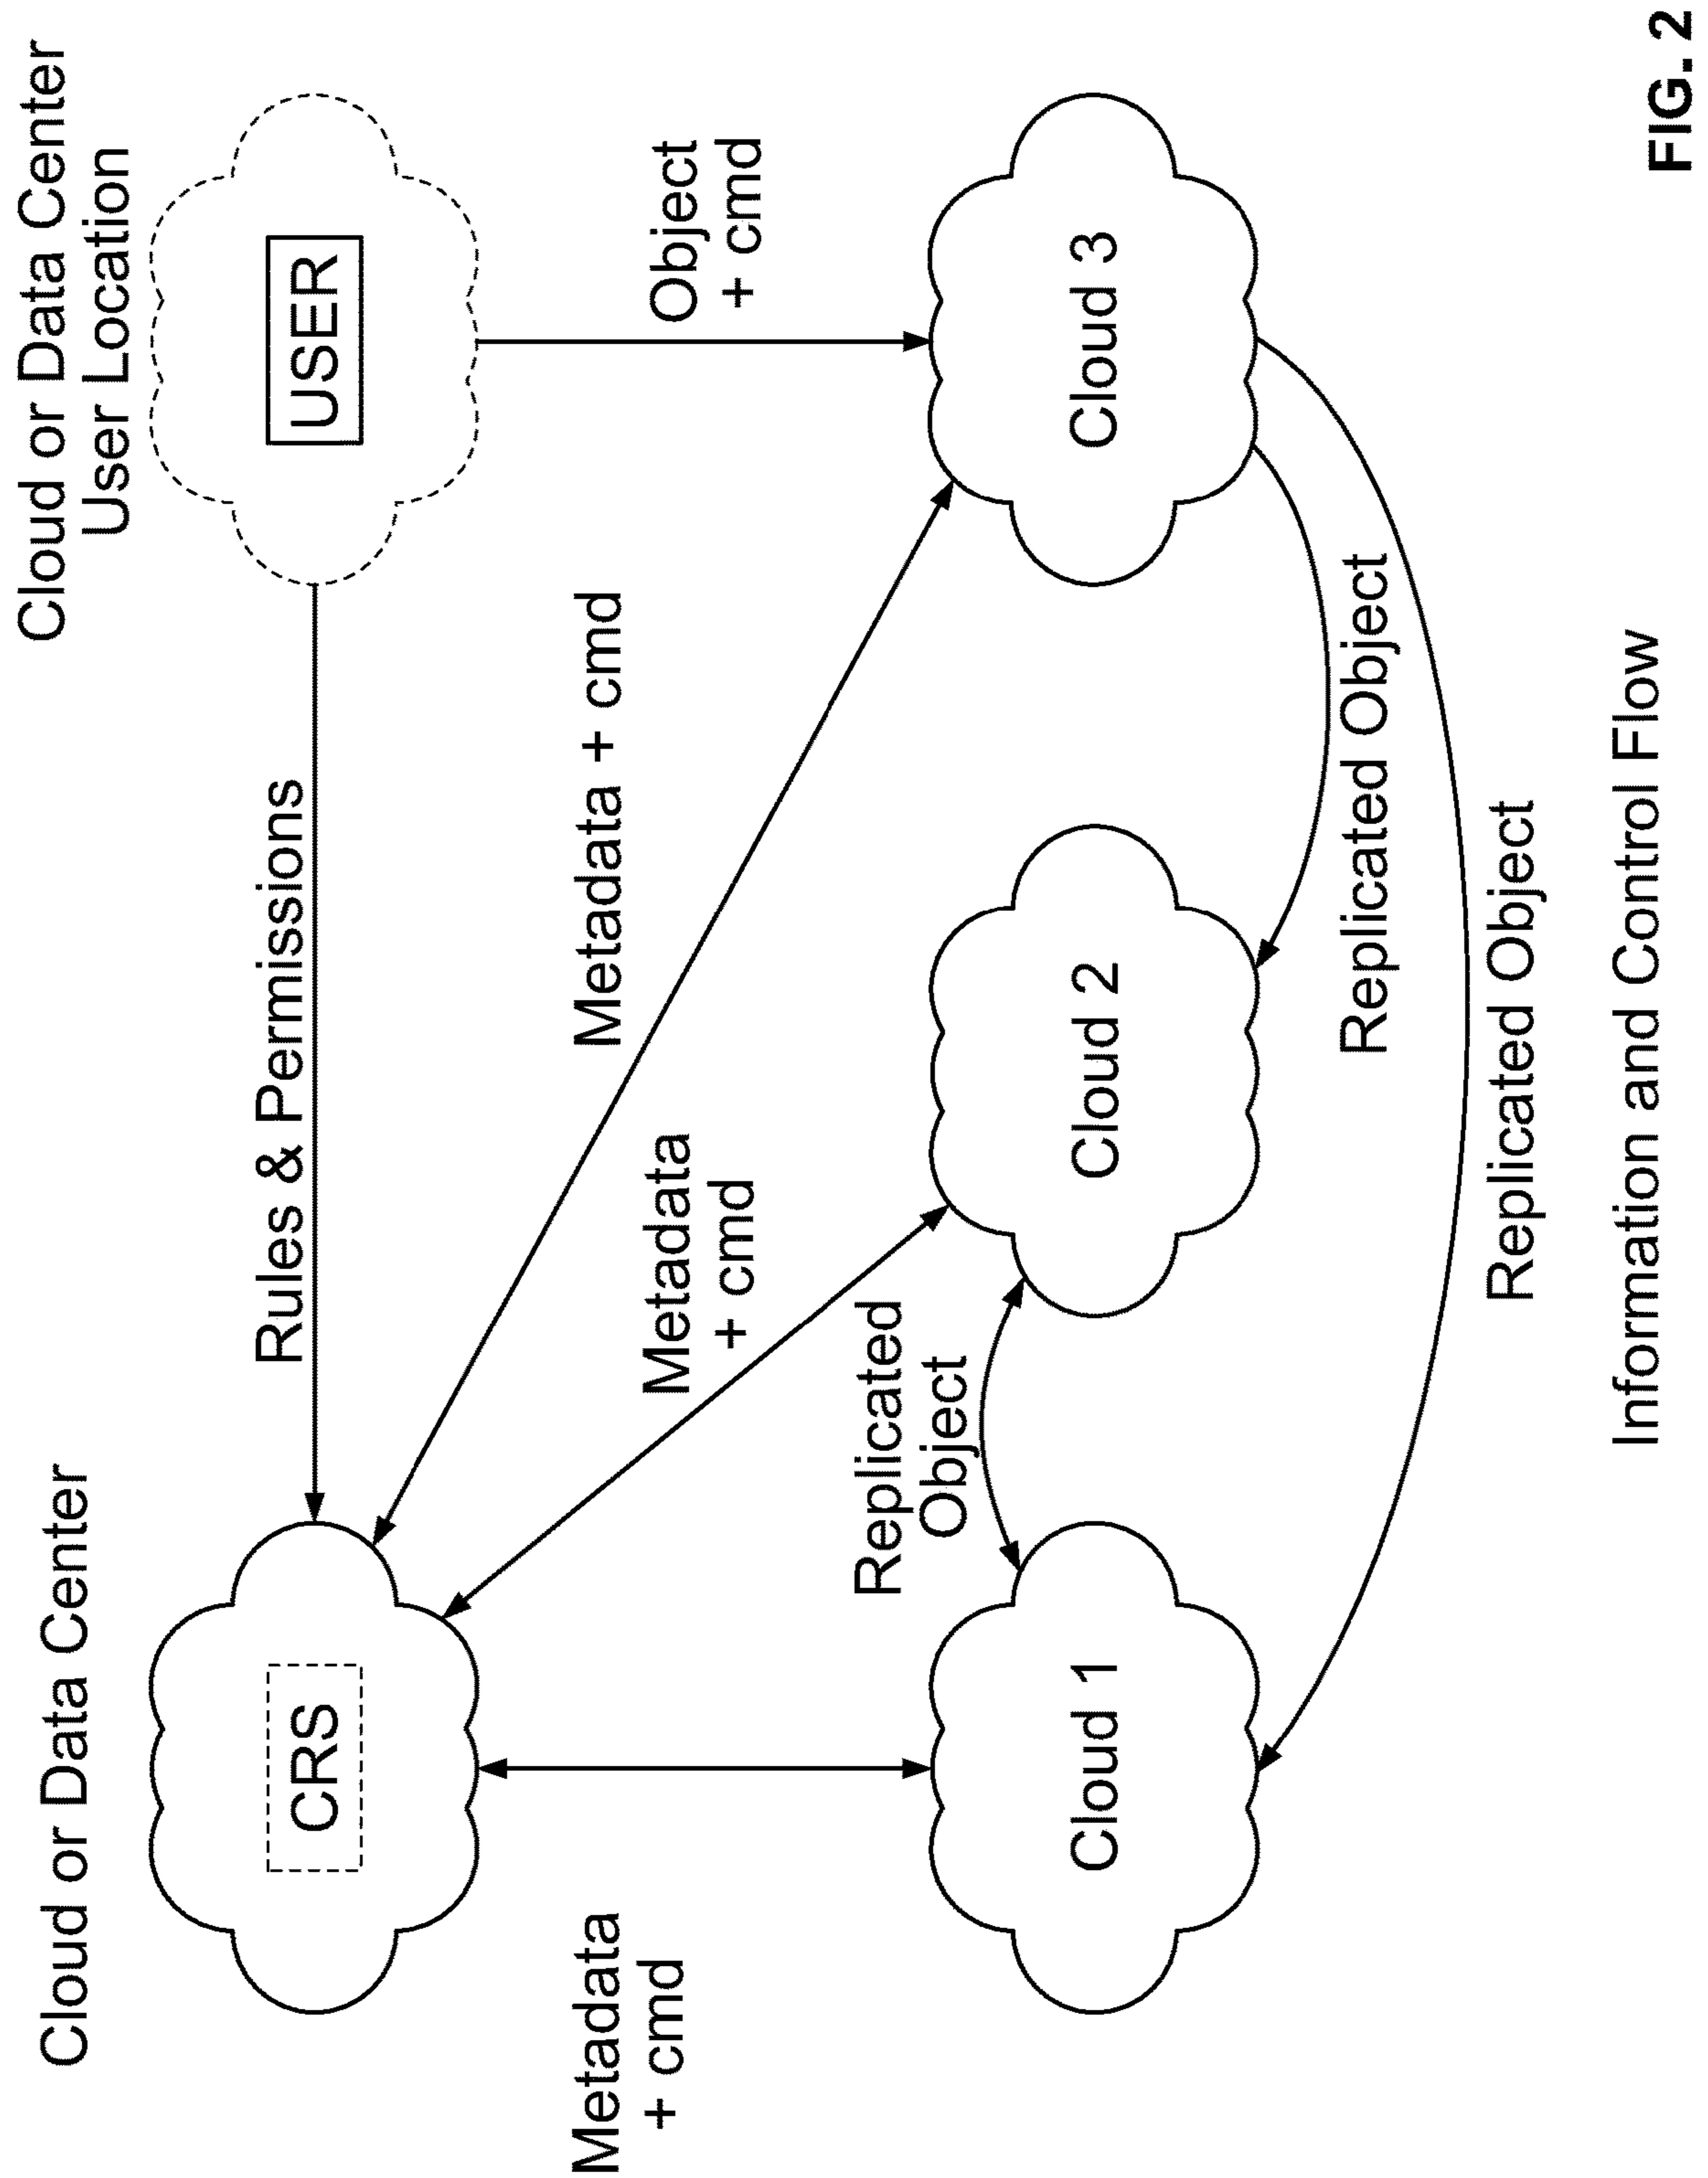 Cloud or Data Center
CRS
Cloud or Data Center
User Location
USER
Rules & Permissions
Metadata
+ cmd
Metadata
+ cmd
Metadata + cmd
Object
+ cmd
Replicated
Object
Cloud 1
Cloud 2
Cloud 3
Replicated Object
Replicated Object
Information and Control Flow
FIG. 2